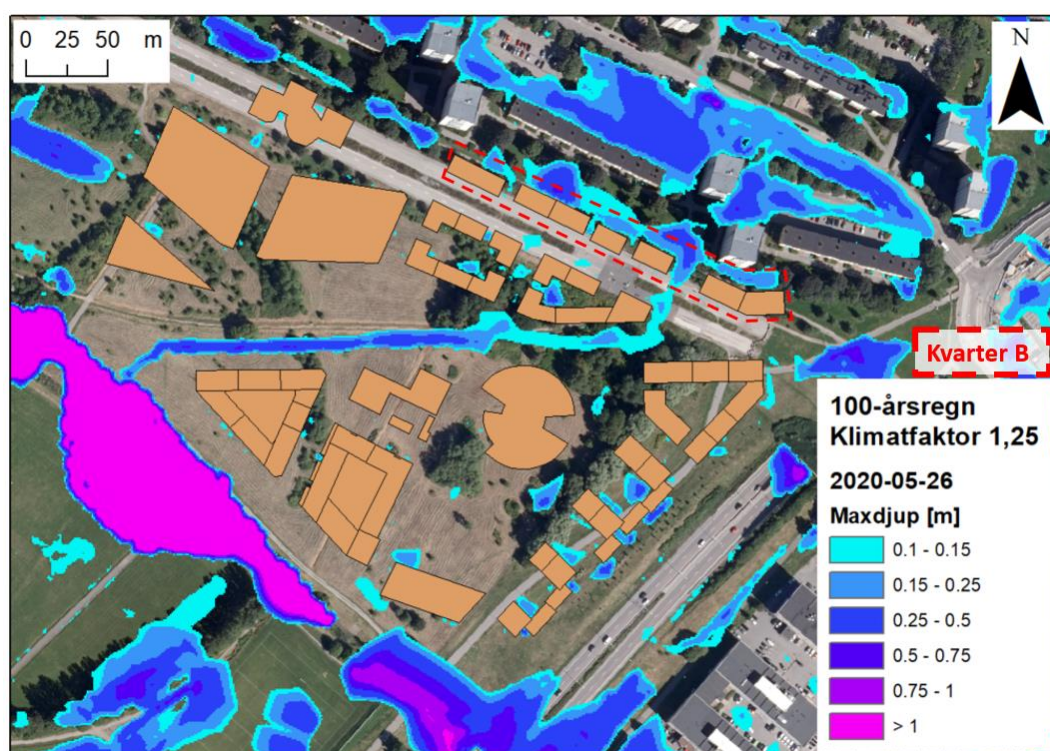 0 25 50 m
N
Kvarter B
100-årsregn
Klimatfaktor 1,25
2020-05-26
Maxdjup [m]
0.1 - 0.15
0.15 - 0.25
0.25 - 0.5
0.5 - 0.75
0.75 - 1
> 1